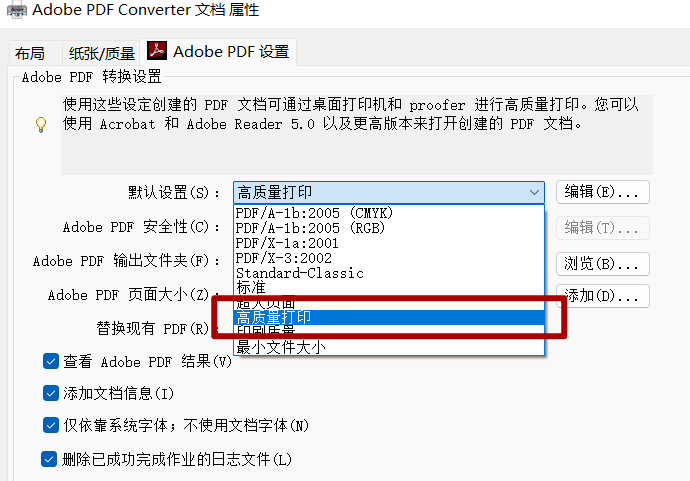 Adobe PDF Converter 文档 属性
布局 纸张/质量 Adobe PDF 设置
Adobe PDF 转换设置
使用这些设定创建的 PDF 文档可通过桌面打印机和 proofer 进行高质量打印。您可以
使用 Acrobat 和 Adobe Reader 5.0 以及更高版本来打开创建的 PDF 文档。
默认设置(S): 高质量打印 编辑(E)...
PDF/A-1b:2005 (CMYK)
Adobe PDF 安全性(C): PDF/A-1b:2005 (RGB) 编辑(T)...
PDF/X-1a:2001
Adobe PDF 输出文件夹(F): PDF/X-3:2002 浏览(B)...
Standard-Classic
标准
Adobe PDF 页面大小(Z): 超大页面 添加(D)...
高质量打印
替换现有 PDF(R): 印刷质量
最小文件大小
查看 Adobe PDF 结果(V)
添加文档信息(I)
仅依靠系统字体；不使用文档字体(N)
删除已成功完成作业的日志文件(L)